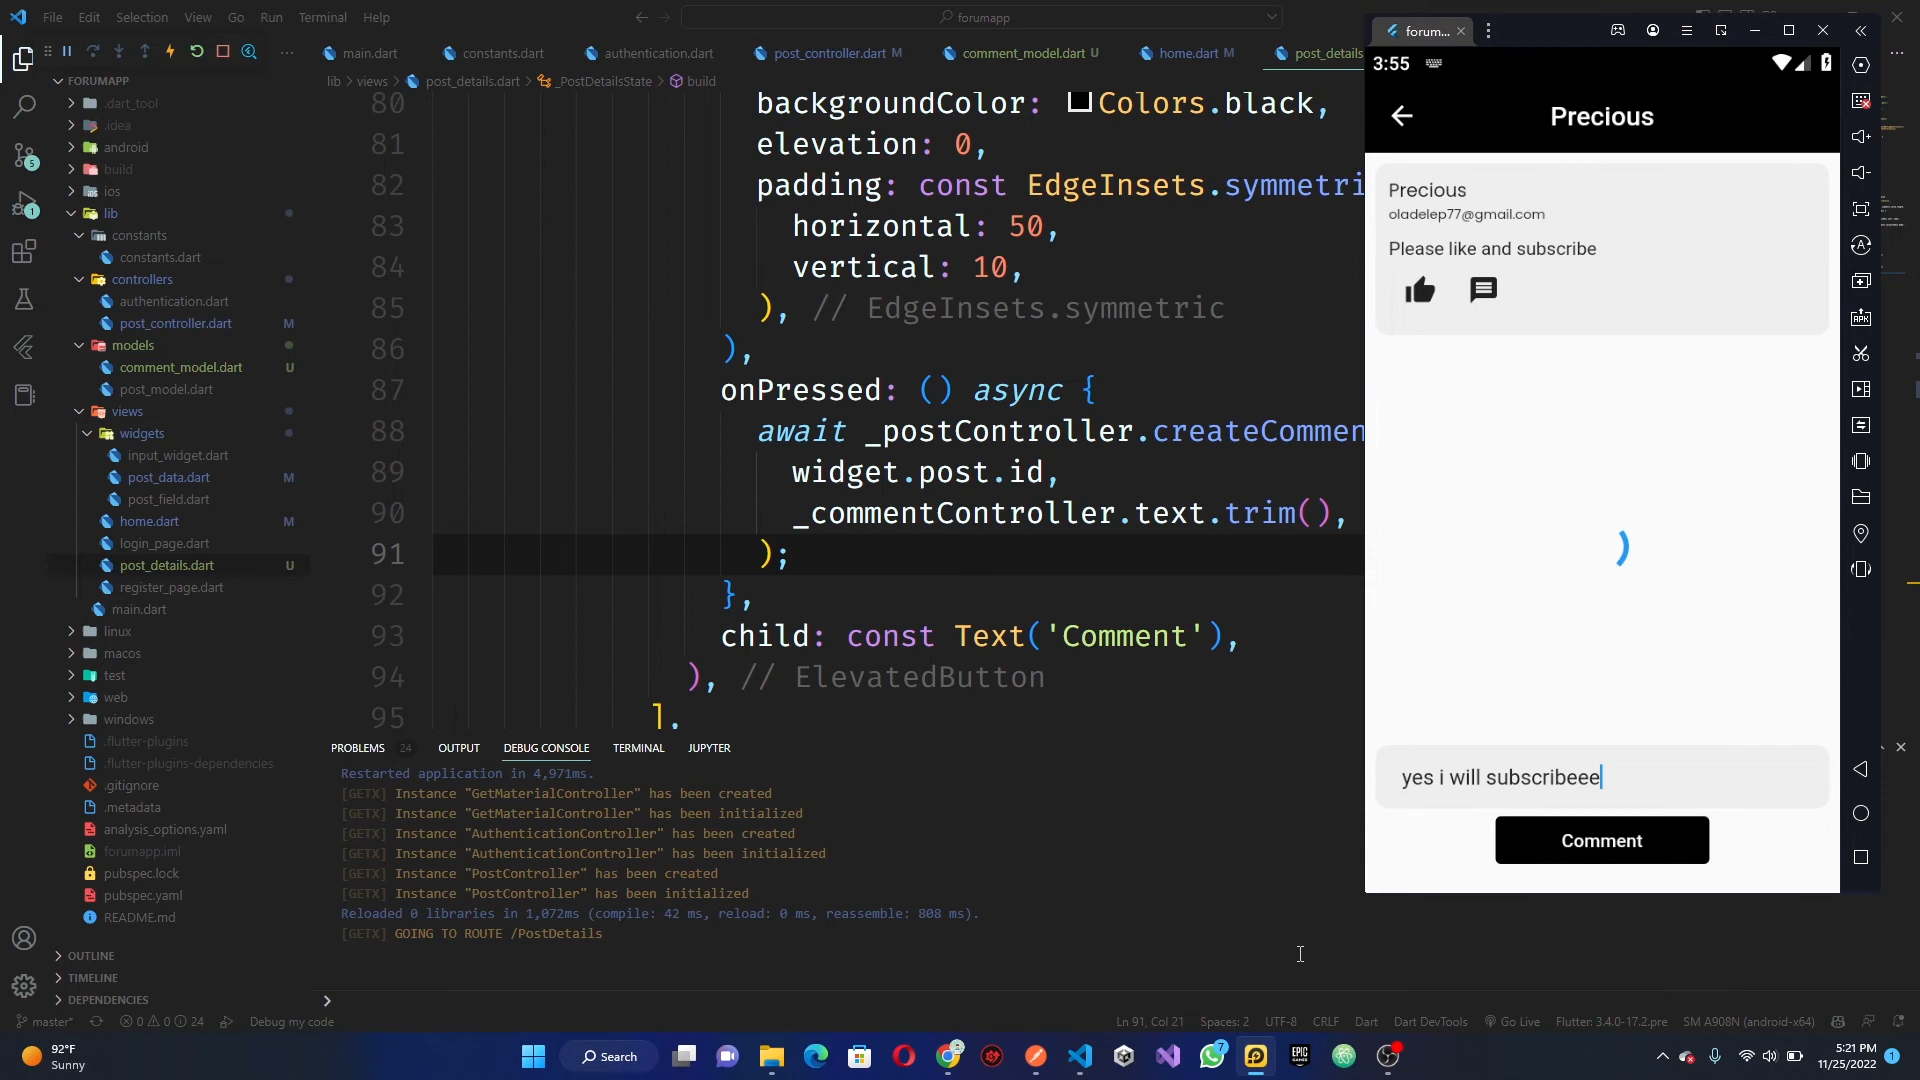 File Edit Selection View Go Run Terminal Help
forumapp
main.dart
constants.dart
authentication.dart
post_controller.dart M
comment_model.dart U
home.dart M
post_details
FORUMAPP
lib > views > post_details.dart > _PostDetailsState > build
.dart_tool
.idea
android
build
ios
lib
constants
constants.dart
controllers
authentication.dart
post_controller.dart M
models
comment_model.dart U
post_model.dart
views
widgets
input_widget.dart
post_data.dart M
post_field.dart
home.dart M
login_page.dart
post_details.dart U
register_page.dart
main.dart
linux
macos
test
web
windows
.flutter-plugins
.flutter-plugins-dependencies
.gitignore
.metadata
analysis_options.yaml
forumapp.iml
pubspec.lock
pubspec.yaml
README.md
OUTLINE
TIMELINE
DEPENDENCIES
80 backgroundColor: Colors.black,
81 elevation: 0,
82 padding: const EdgeInsets.symmetri
83 horizontal: 50,
84 vertical: 10,
85 ), // EdgeInsets.symmetric
86 ),
87 onPressed: () async {
88 await _postController.createCommen
89 widget.post.id,
90 _commentController.text.trim(),
91 );
92 },
93 child: const Text('Comment'),
94 ), // ElevatedButton
95 ],
PROBLEMS 24 OUTPUT DEBUG CONSOLE TERMINAL JUPYTER
Restarted application in 4,971ms.
[GETX] Instance "GetMaterialController" has been created
[GETX] Instance "GetMaterialController" has been initialized
[GETX] Instance "AuthenticationController" has been created
[GETX] Instance "AuthenticationController" has been initialized
[GETX] Instance "PostController" has been created
[GETX] Instance "PostController" has been initialized
Reloaded 0 libraries in 1,072ms (compile: 42 ms, reload: 0 ms, reassemble: 808 ms).
[GETX] GOING TO ROUTE /PostDetails
forum...
3:55
Precious
Precious
oladelep77@gmail.com
Please like and subscribe
yes i will subscribeee
Comment
master* 0 0 24 Debug my code
Ln 91, Col 21 Spaces: 2 UTF-8 CRLF Dart Dart DevTools Go Live Flutter: 3.4.0-17.2.pre SM A908N (android-x64)
92°F
Sunny
Search
5:21 PM
11/25/2022